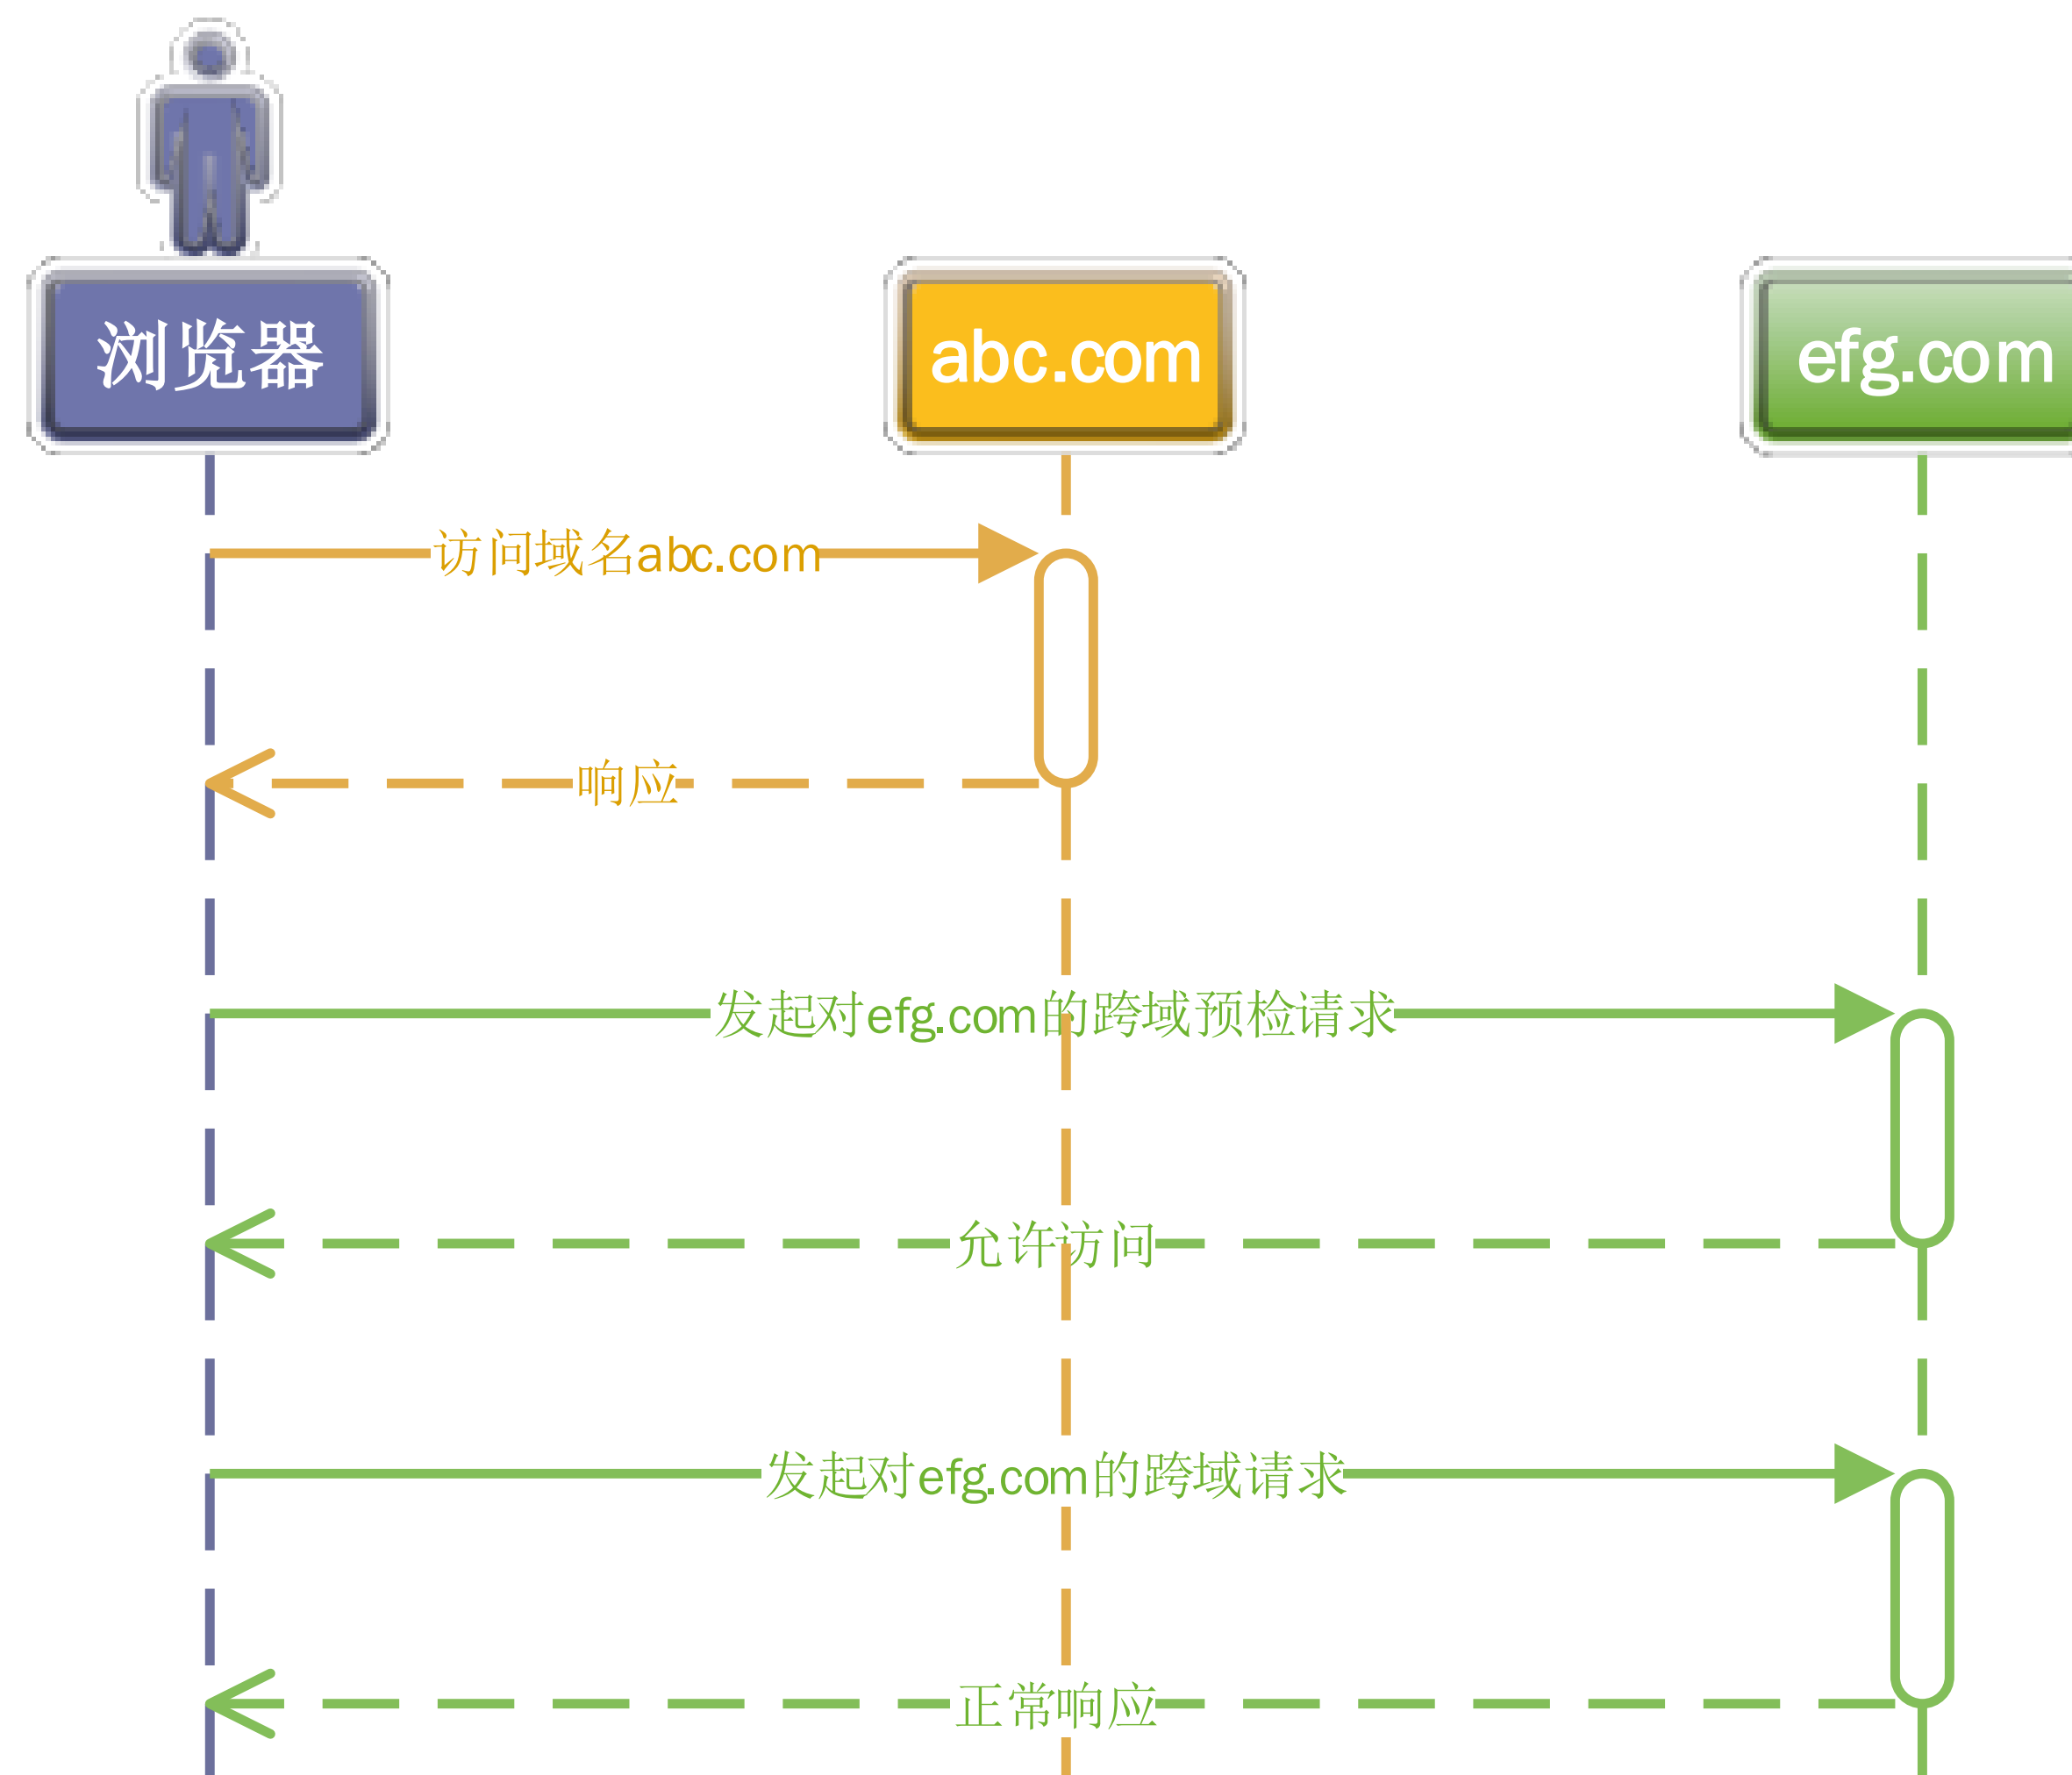 浏览器
abc.com
efg.com
访问域名abc.com
响应
发起对efg.com的跨域预检请求
允许访问
发起对efg.com的跨域请求
正常响应